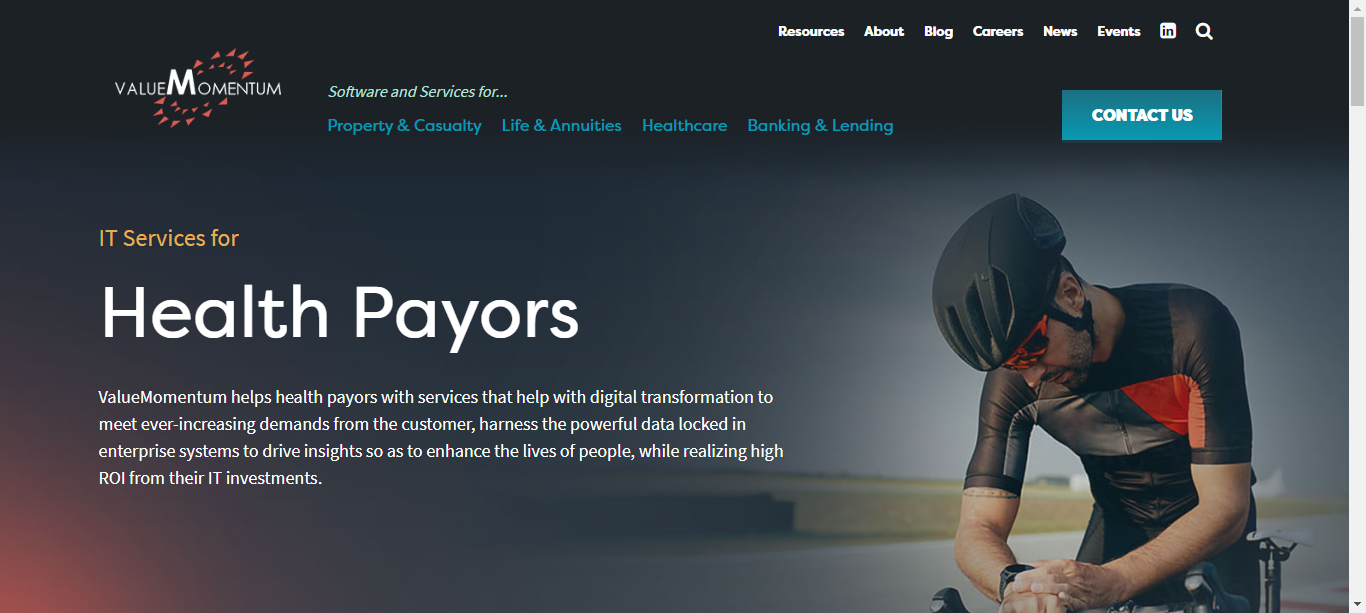 Resources About Blog Careers News Events in
VALUEMOMENTUM
Software and Services for...
Property & Casualty Life & Annuities Healthcare Banking & Lending
CONTACT US
IT Services for
Health Payors
ValueMomentum helps health payors with services that help with digital transformation to
meet ever-increasing demands from the customer, harness the powerful data locked in
enterprise systems to drive insights so as to enhance the lives of people, while realizing high
ROI from their IT investments.